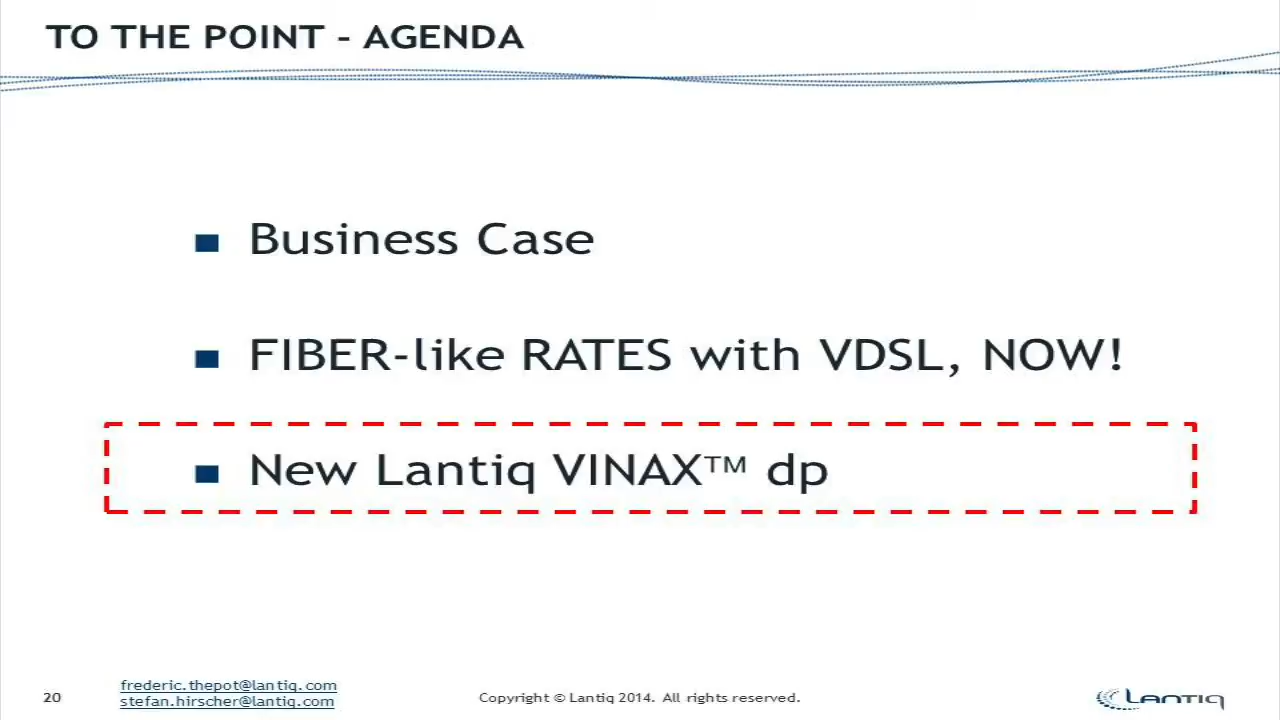 TO THE POINT - AGENDA
Business Case
FIBER-like RATES with VDSL, NOW!
New Lantiq VINAX™ dp
20
frederic.thepot@lantiq.com
stefan.hirscher@lantiq.com
Copyright © Lantiq 2014. All rights reserved.
LANTIQ